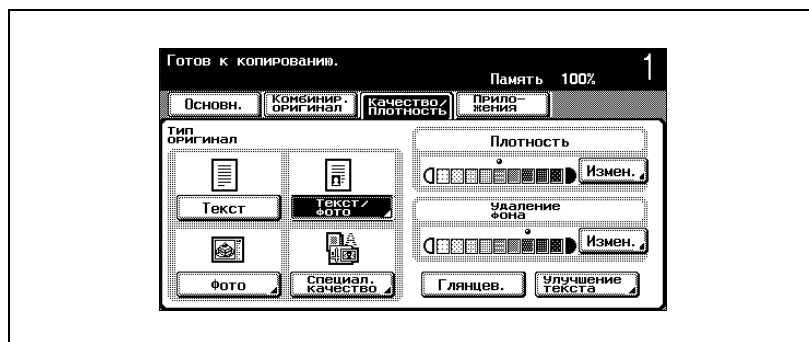 Готов к копированию.
Память 100% 1
Основн.
Комбинир.
оригинал
Качество/
плотность
Прило-
жения
Тип
оригинал
Текст
Текст/
Фото
Фото
Специал.
качество
Плотность
Измен.
Удаление
фона
Измен.
Глянцев.
Улучшение
текста